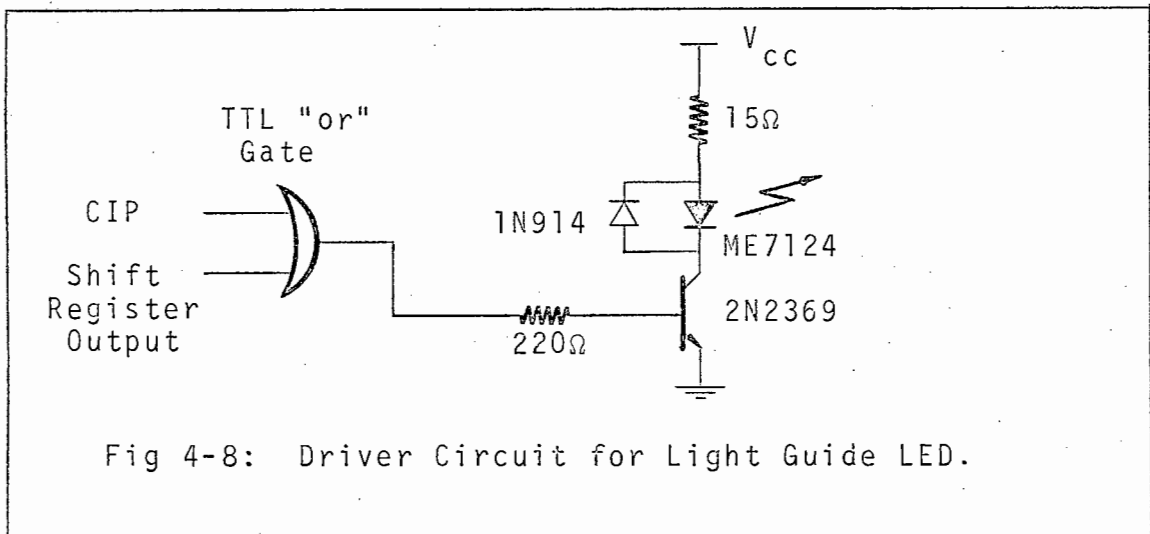 V
CC
15Ω
TTL "or"
Gate
CIP
1N914
ME7124
Shift
Register
Output
2N2369
220Ω
Fig 4-8: Driver Circuit for Light Guide LED.